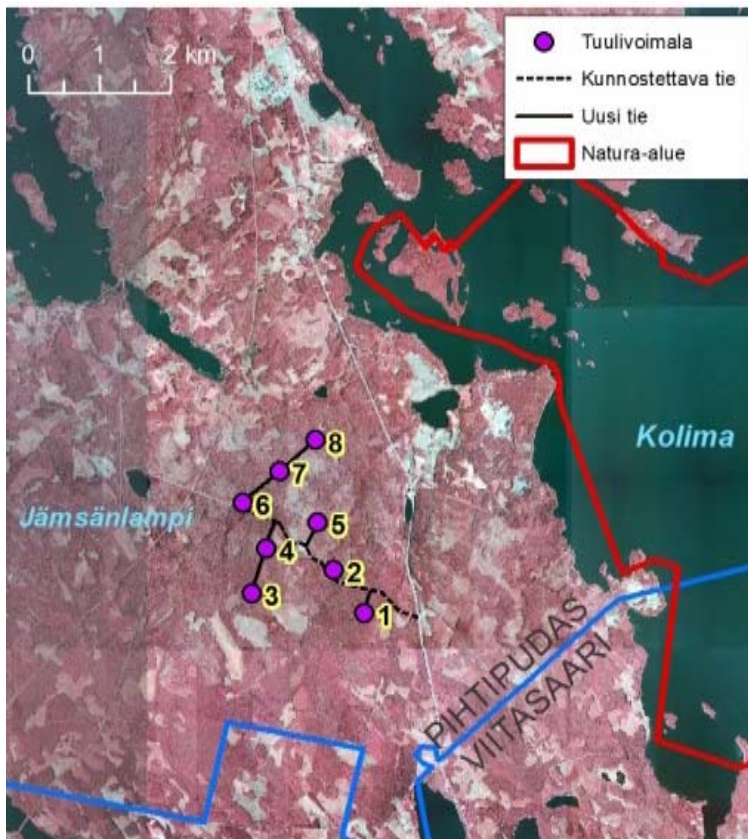 0 1 2 km
Tuulivoimala
Kunnostettava tie
Uusi tie
Natura-alue
Kolima
8
7
6
Jämsänlampi
5
4
2
3
1
PIHTIPUDAS
VIITASAARI